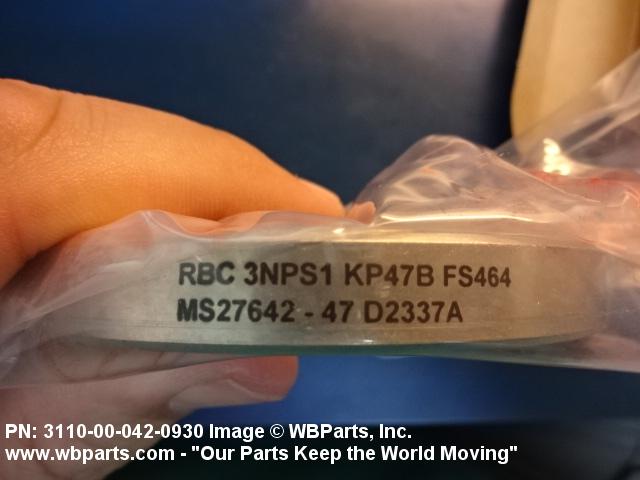 RBC 3NPS1 KP47B FS464
MS27642 - 47 D2337A
PN: 3110-00-042-0930 Image © WBParts, Inc.
www.wbparts.com - "Our Parts Keep the World Moving"